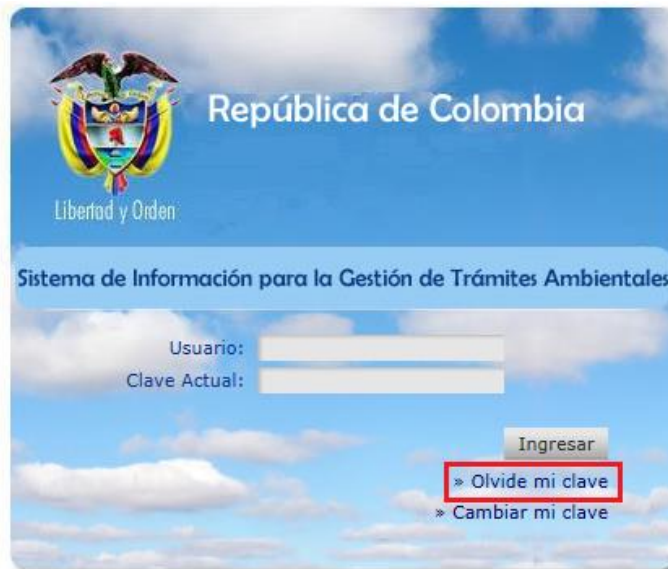 República de Colombia
Libertad y Orden
Sistema de Información para la Gestión de Trámites Ambientales
Usuario:
Clave Actual:
Ingresar
» Olvide mi clave
» Cambiar mi clave